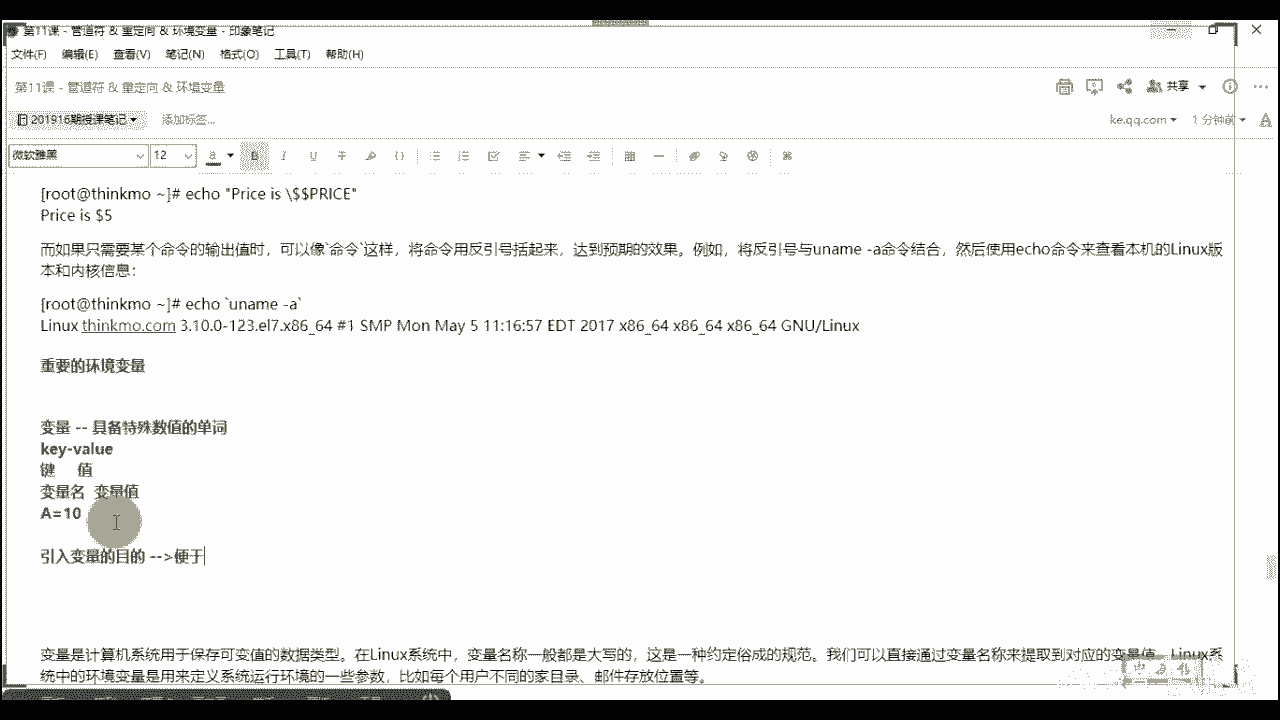 第11课 - 管道符 & 重定向 & 环境变量 - 印象笔记
文件(F) 编辑(E) 查看(V) 笔记(N) 格式(O) 工具(T) 帮助(H)
第11课 - 管道符 & 重定向 & 环境变量
共享
201916期授课笔记
添加标签...
ke.qq.com
1 分钟前
微软雅黑
12
[root@thinkmo ~]# echo "Price is \$$PRICE"
Price is $5
而如果只需要某个命令的输出值时，可以像`命令`这样，将命令用反引号括起来，达到预期的效果。例如，将反引号与uname -a命令结合，然后使用echo命令来查看本机的Linux版
本和内核信息：
[root@thinkmo ~]# echo `uname -a`
Linux thinkmo.com 3.10.0-123.el7.x86_64 #1 SMP Mon May 5 11:16:57 EDT 2017 x86_64 x86_64 x86_64 GNU/Linux
重要的环境变量
变量 -- 具备特殊数值的单词
key-value
键 值
变量名 变量值
A=10
引入变量的目的 -->便于
变量是计算机系统用于保存可变值的数据类型。在Linux系统中，变量名称一般都是大写的，这是一种约定俗成的规范。我们可以直接通过变量名称来提取到对应的变量值。Linux系
统中的环境变量是用来定义系统运行环境的一些参数，比如每个用户不同的家目录、邮件存放位置等。